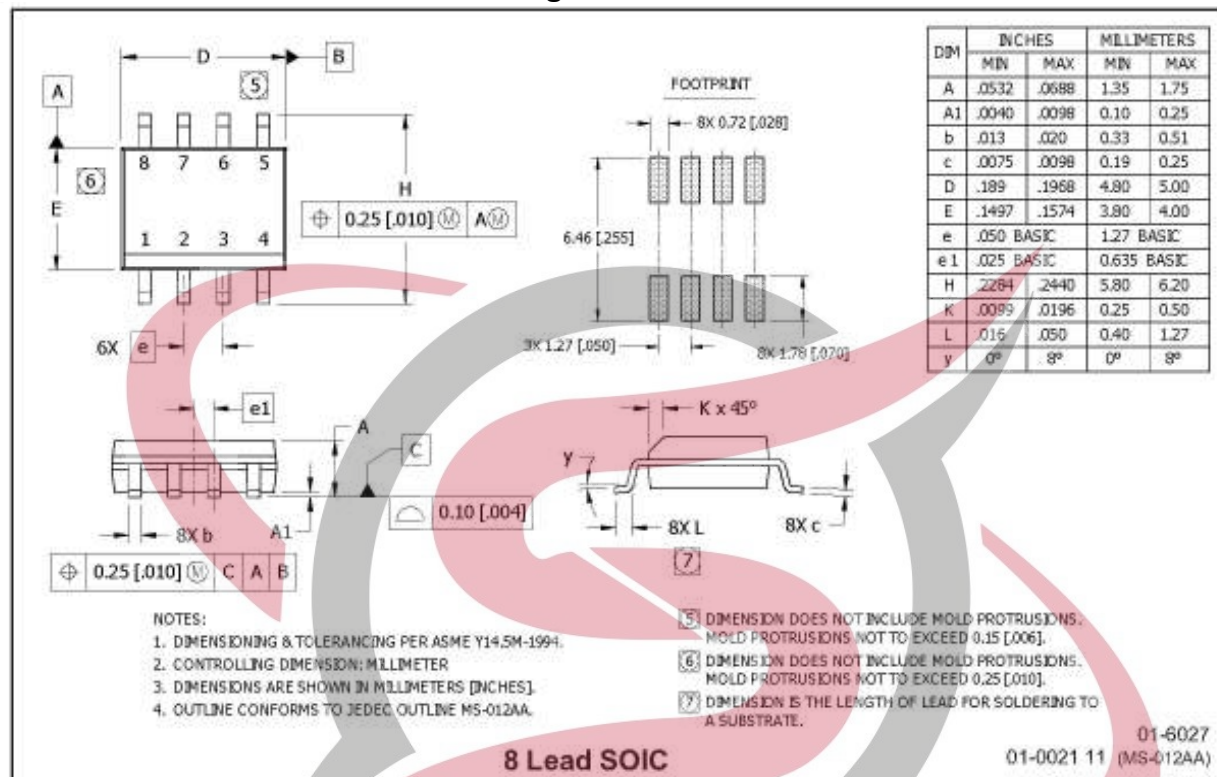 D
B
5
A
8 7 6 5
6
E
H
⌖ 0.25 [.010] Ⓜ AⓂ
1 2 3 4
6X e
FOOTPRINT
8X 0.72 [.028]
6.46 [.255]
3X 1.27 [.050]
8X 1.78 [.070]
DIM INCHES MILLIMETERS
MIN MAX MIN MAX
A .0532 .0688 1.35 1.75
A1 .0040 .0098 0.10 0.25
b .013 .020 0.33 0.51
c .0075 .0098 0.19 0.25
D .189 .1968 4.80 5.00
E .1497 .1574 3.80 4.00
e .050 BASIC 1.27 BASIC
e1 .025 BASIC 0.635 BASIC
H .2284 .2440 5.80 6.20
K .0099 .0196 0.25 0.50
L .016 .050 0.40 1.27
y 0° 8° 0° 8°
e1
A
C
0.10 [.004]
8X b
A1
⌖ 0.25 [.010] Ⓜ C A B
K x 45°
y
8X L
8X c
7
NOTES:
1. DIMENSIONING & TOLERANCING PER ASME Y14.5M-1994.
2. CONTROLLING DIMENSION: MILLIMETER
3. DIMENSIONS ARE SHOWN IN MILLIMETERS [INCHES].
4. OUTLINE CONFORMS TO JEDEC OUTLINE MS-012AA.
5 DIMENSION DOES NOT INCLUDE MOLD PROTRUSIONS.
MOLD PROTRUSIONS NOT TO EXCEED 0.15 [.006].
6 DIMENSION DOES NOT INCLUDE MOLD PROTRUSIONS.
MOLD PROTRUSIONS NOT TO EXCEED 0.25 [.010].
7 DIMENSION IS THE LENGTH OF LEAD FOR SOLDERING TO
A SUBSTRATE.
8 Lead SOIC
01-6027
01-0021 11 (MS-012AA)